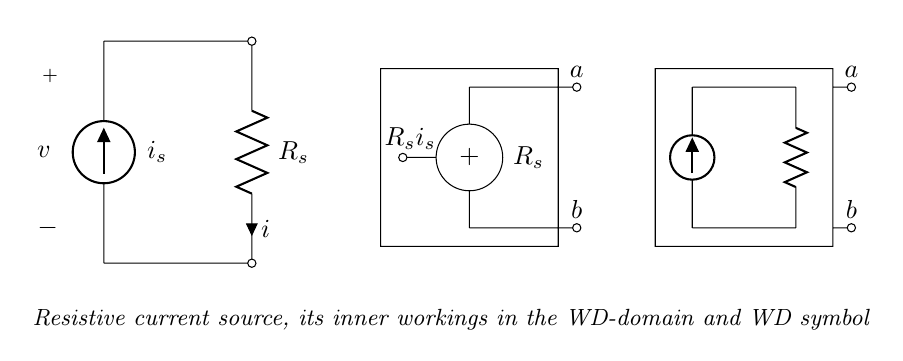 +
v
−
i_s
R_s
i
R_s i_s
+
R_s
a
b
a
b
Resistive current source, its inner workings in the WD-domain and WD symbol